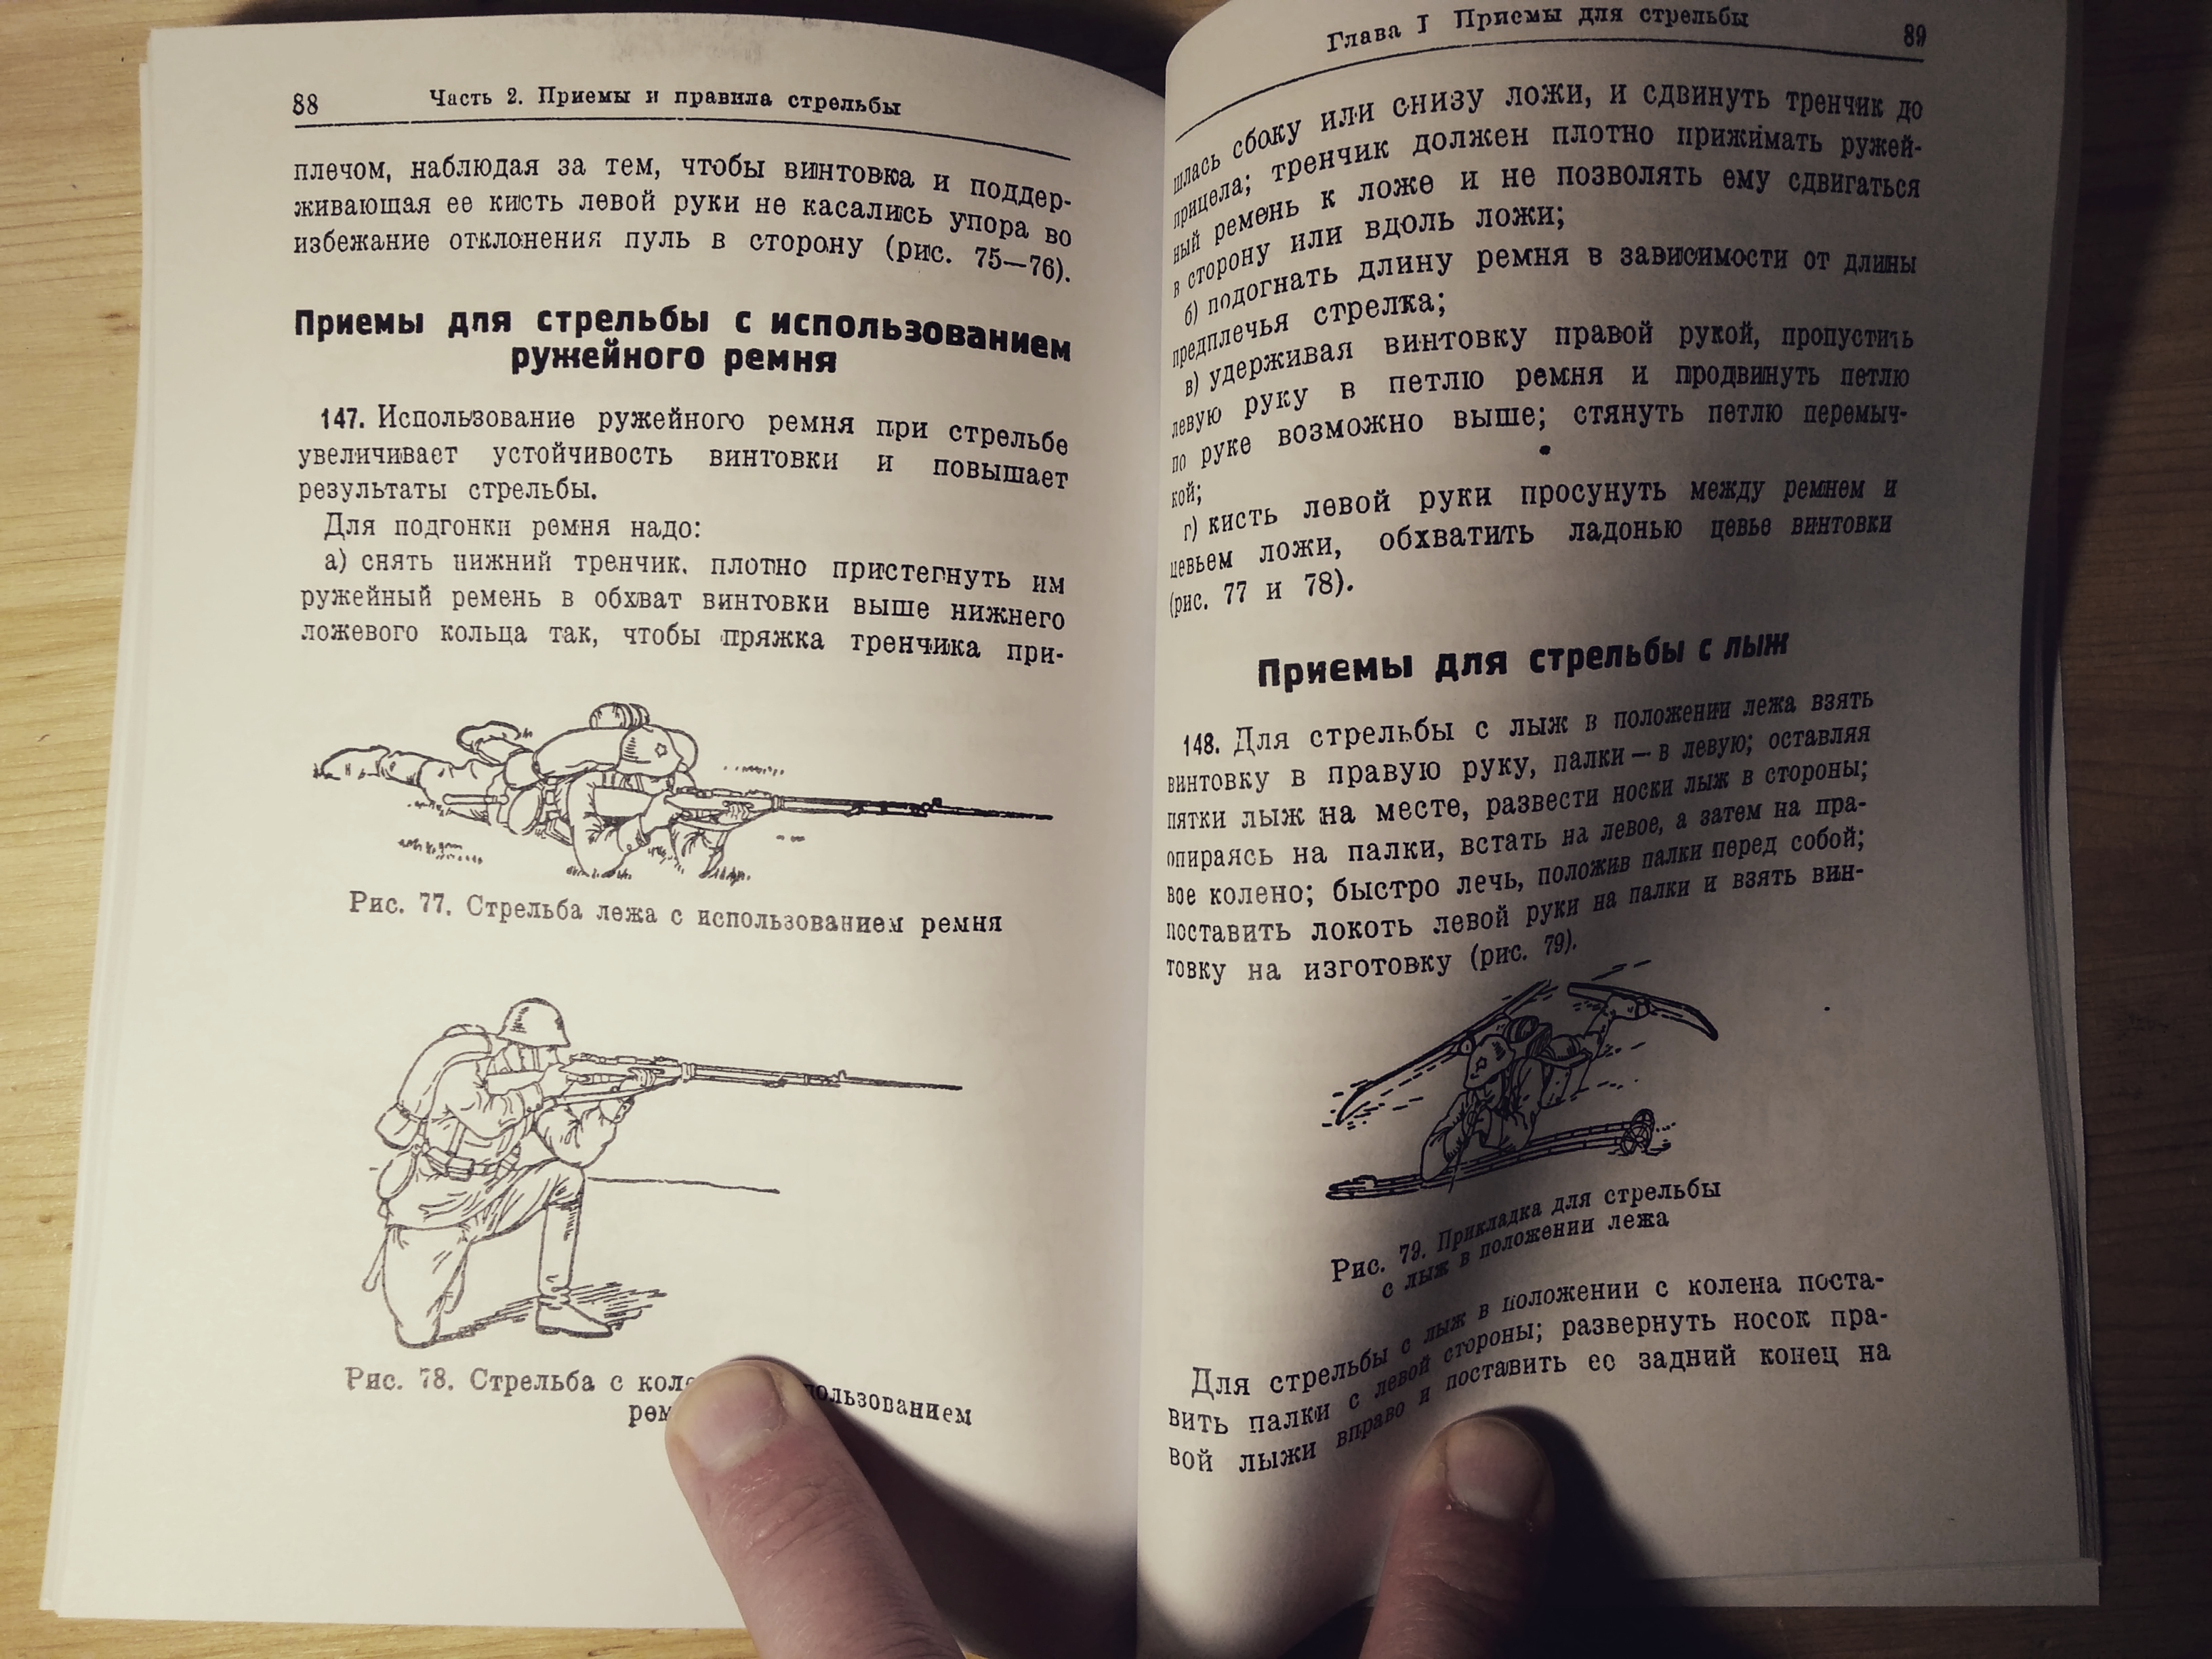 88
Часть 2. Приемы и правила стрельбы
плечом, наблюдая за тем, чтобы винтовка и поддер-
живающая ее кисть левой руки не касались упора во
избежание отклонения пуль в сторону (рис. 75—76).
Приемы для стрельбы с использованием
ружейного ремня
147. Использование ружейного ремня при стрельбе
увеличивает устойчивость винтовки и повышает
результаты стрельбы.
Для подгонки ремня надо:
а) снять нижний тренчик, плотно пристегнуть им
ружейный ремень в обхват винтовки выше нижнего
ложевого кольца так, чтобы пряжка тренчика при-
Рис. 77. Стрельба лежа с использованием ремня
Рис. 78. Стрельба с
Глава I Приемы для стрельбы
89
шлась сбоку или снизу ложи, и сдвинуть тренчик до
прицела; тренчик должен плотно прижимать ружей-
ный ремень к ложе и не позволять ему сдвигаться
в сторону или вдоль ложи;
б) подогнать длину ремня в зависимости от длины
предплечья стрелка;
в) удерживая винтовку правой рукой, пропустить
левую руку в петлю ремня и продвинуть петлю
по руке возможно выше; стянуть петлю перемыч-
кой;
г) кисть левой руки просунуть между ремнем и
цевьем ложи, обхватить ладонью цевье винтовки
(рис. 77 и 78).
Приемы для стрельбы с лыж
148. Для стрельбы с лыж в положении лежа взять
винтовку в правую руку, палки — в левую; оставляя
пятки лыж на месте, развести носки лыж в стороны;
опираясь на палки, встать на левое, а затем на пра-
вое колено; быстро лечь, положив палки перед собой;
поставить локоть левой руки на палки и взять вин-
товку на изготовку (рис. 79).
Рис. 79. Прикладка для стрельбы
с лыж в положении лежа
Для стрельбы с лыж в положении с колена поста-
вить палки с левой стороны; развернуть носок пра-
вой лыжи вправо и поставить ее задний конец на